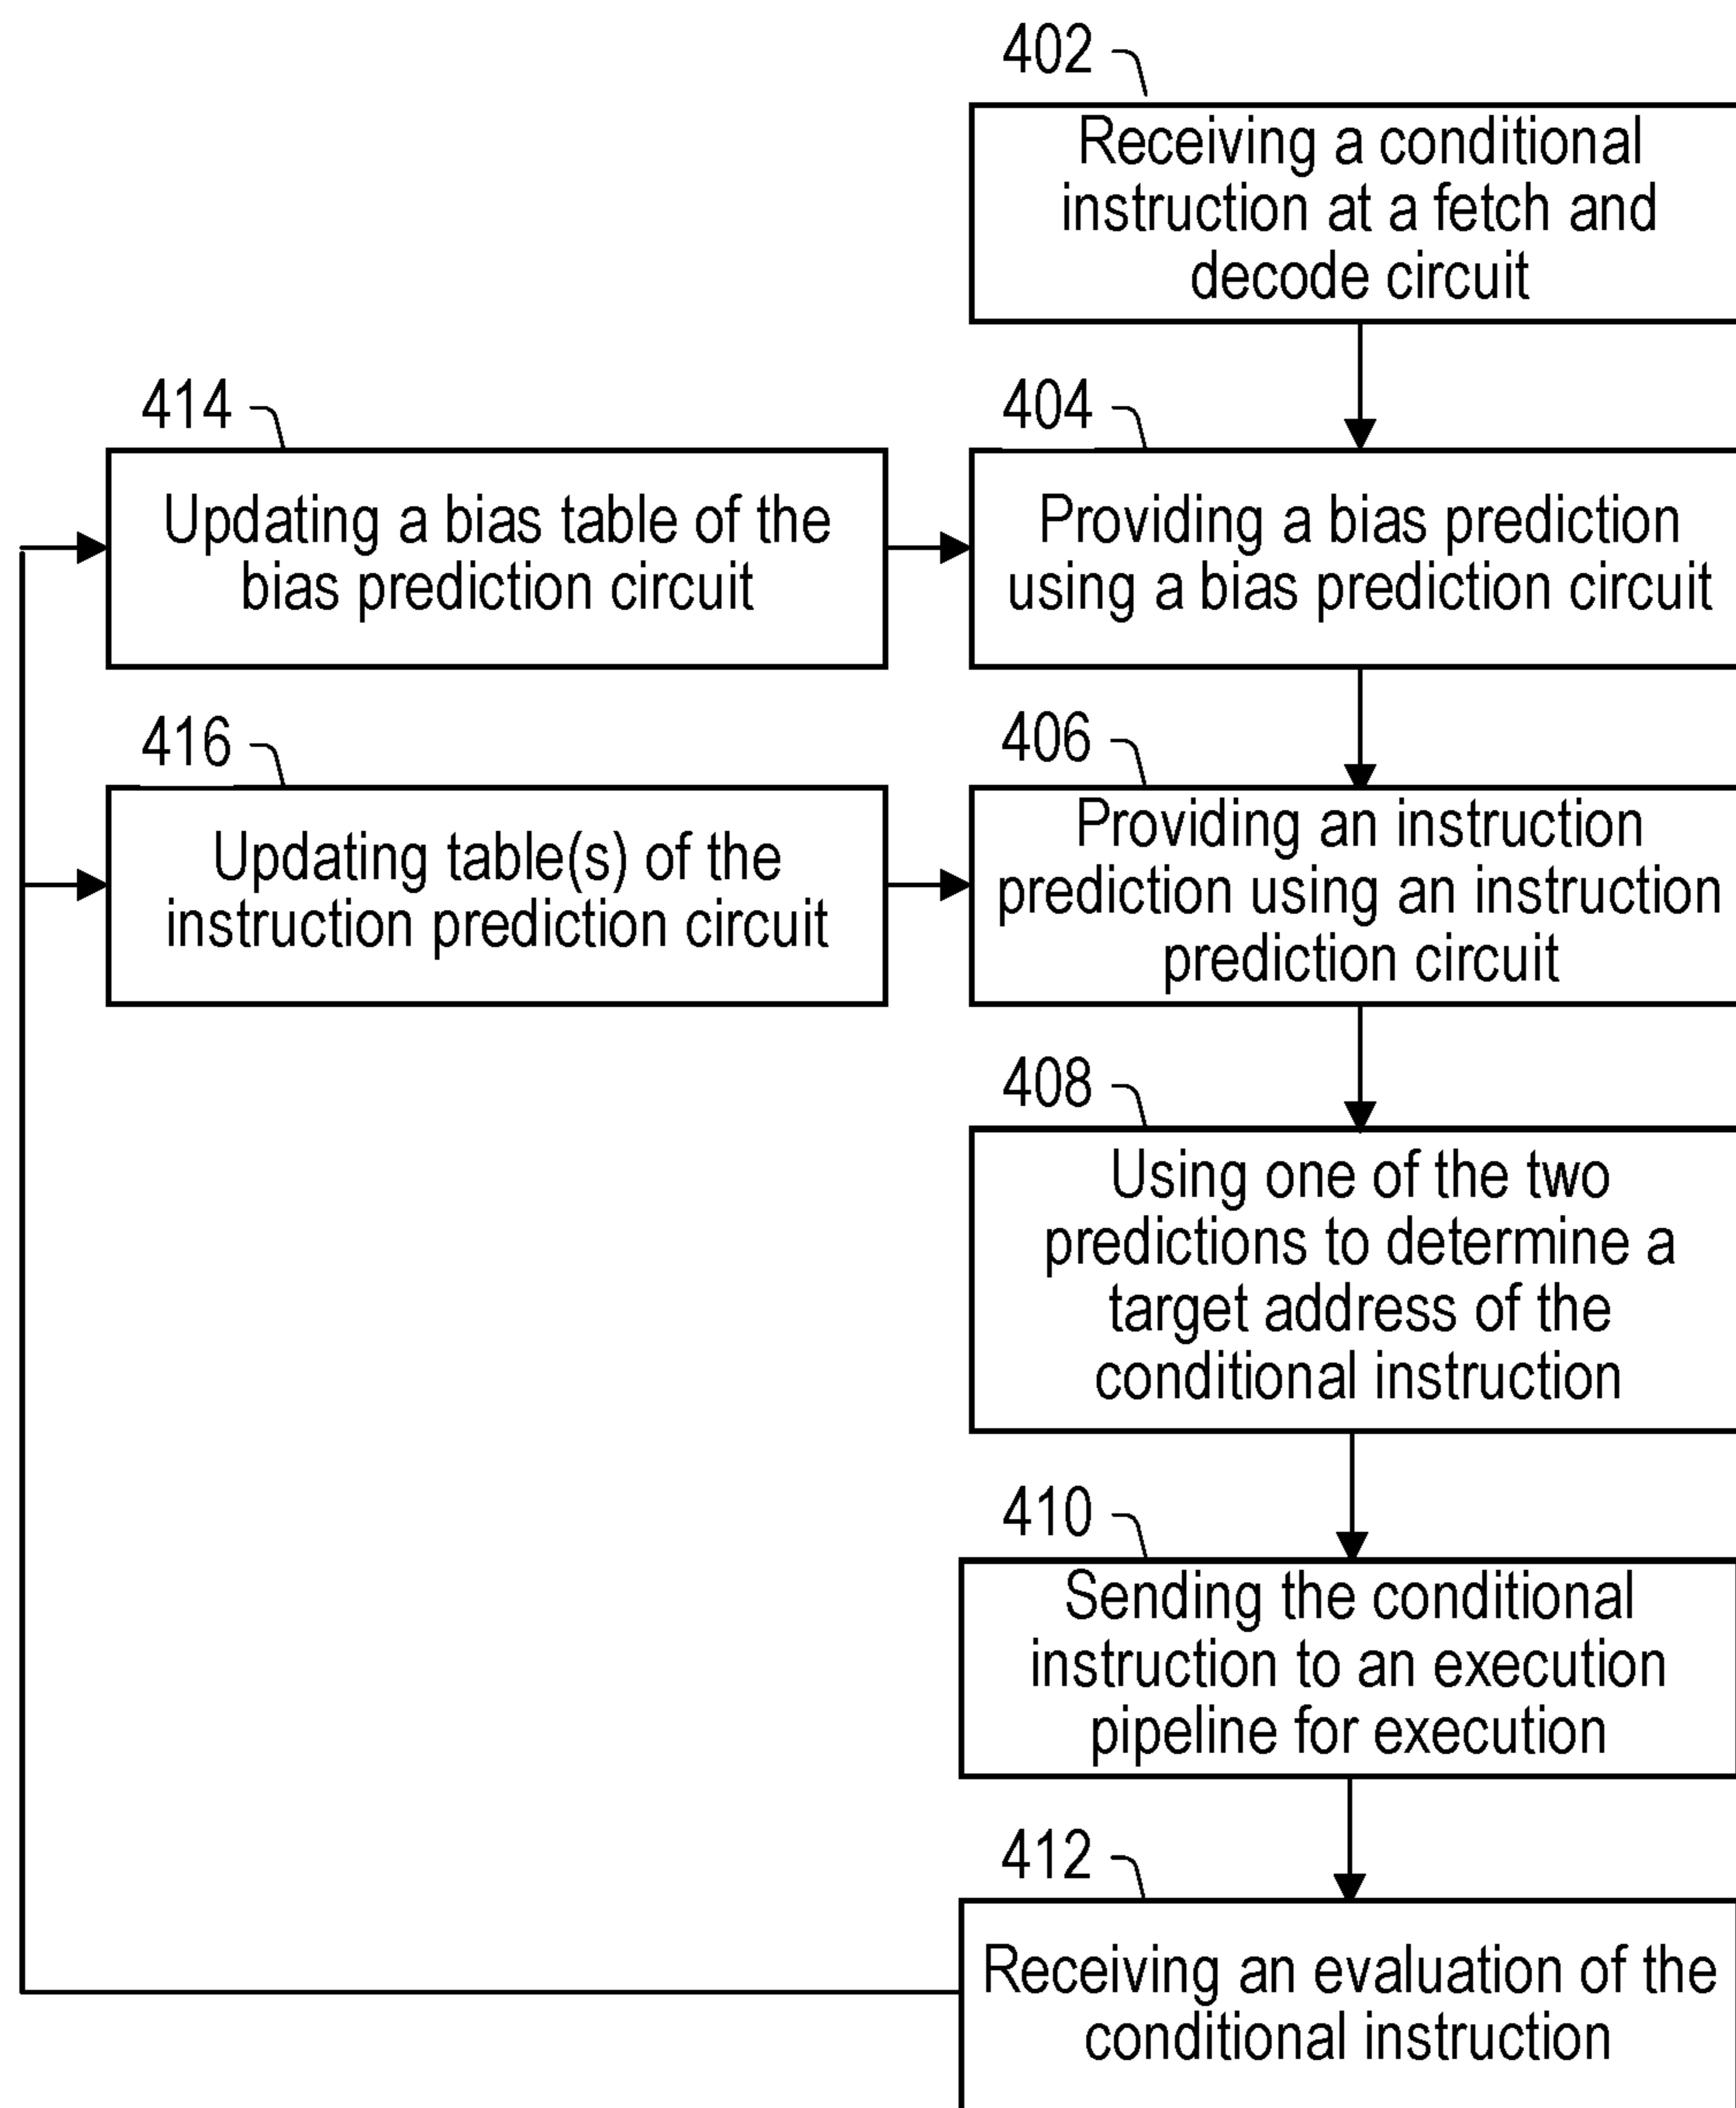 402
Receiving a conditional
instruction at a fetch and
decode circuit
414
Updating a bias table of the
bias prediction circuit
404
Providing a bias prediction
using a bias prediction circuit
416
Updating table(s) of the
instruction prediction circuit
406
Providing an instruction
prediction using an instruction
prediction circuit
408
Using one of the two
predictions to determine a
target address of the
conditional instruction
410
Sending the conditional
instruction to an execution
pipeline for execution
412
Receiving an evaluation of the
conditional instruction